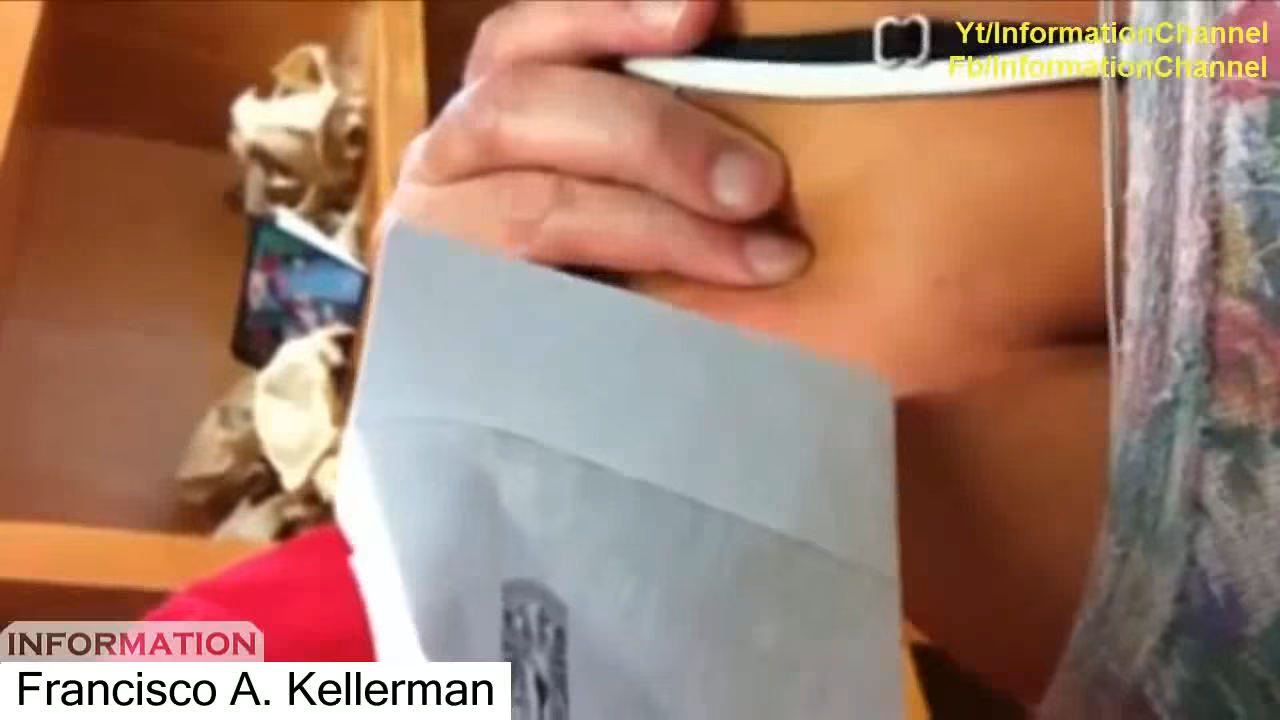 Yt/InformationChannel
Fb/InformationChannel
INFORMATION
Francisco A. Kellerman